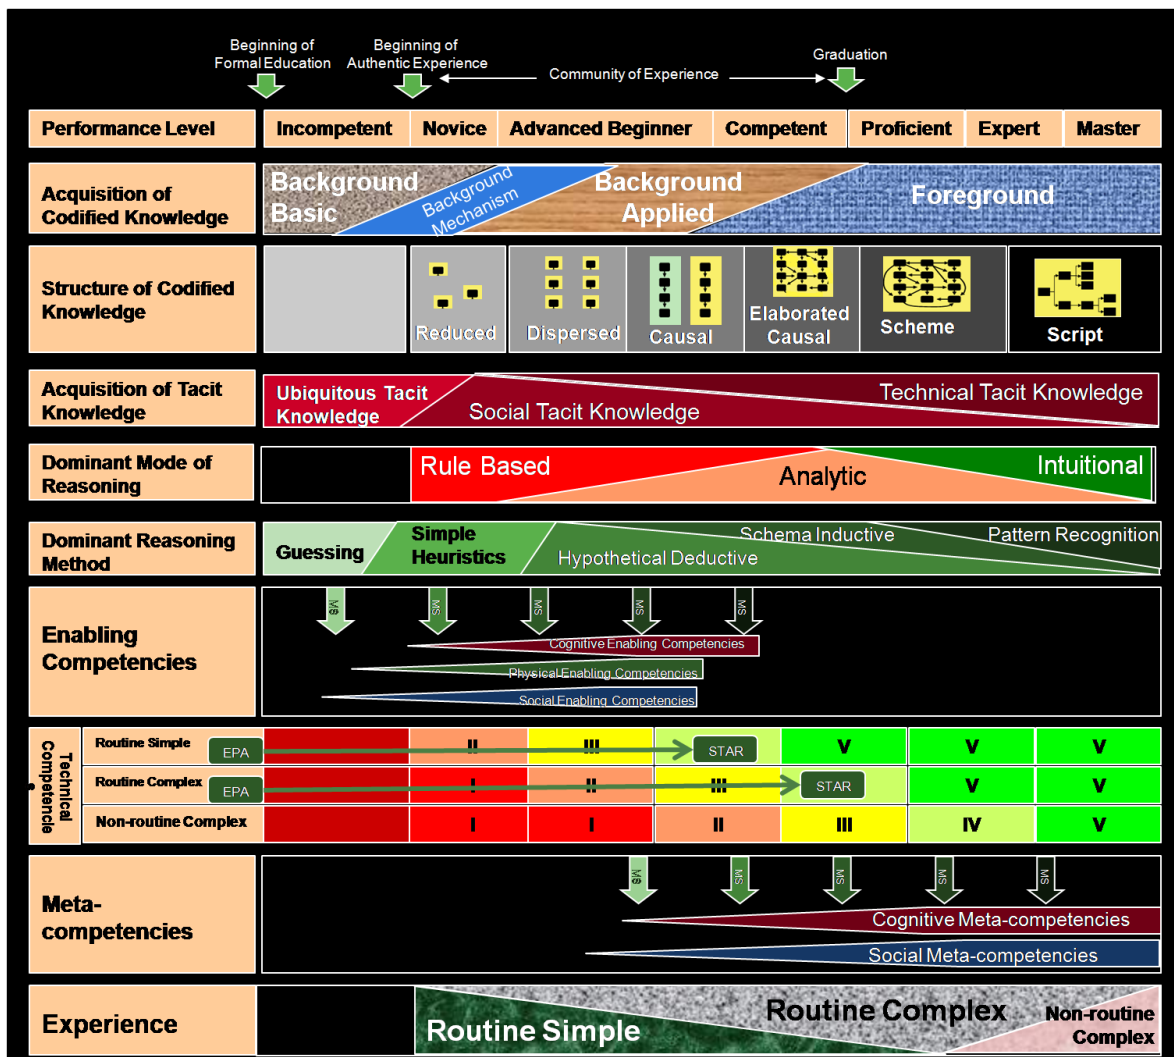 Beginning of
Formal Education
Beginning of
Authentic Experience
Community of Experience
Graduation
Performance Level
Incompetent
Novice
Advanced Beginner
Competent
Proficient
Expert
Master
Acquisition of
Codified Knowledge
Background
Basic
Background
Mechanism
Background
Applied
Foreground
Structure of Codified
Knowledge
Reduced
Dispersed
Causal
Elaborated
Causal
Scheme
Script
Acquisition of Tacit
Knowledge
Ubiquitous Tacit
Knowledge
Social Tacit Knowledge
Technical Tacit Knowledge
Dominant Mode of
Reasoning
Rule Based
Analytic
Intuitional
Dominant Reasoning
Method
Guessing
Simple
Heuristics
Hypothetical Deductive
Schema Inductive
Pattern Recognition
Enabling
Competencies
MS
MS
MS
MS
MS
Cognitive Enabling Competencies
Physical Enabling Competencies
Social Enabling Competencies
Technical
Competencie
Routine Simple
EPA
II
III
STAR
V
V
V
Routine Complex
EPA
I
II
III
STAR
V
V
Non-routine Complex
I
I
II
III
IV
V
Meta-
competencies
MS
MS
MS
MS
MS
Cognitive Meta-competencies
Social Meta-competencies
Experience
Routine Simple
Routine Complex
Non-routine
Complex